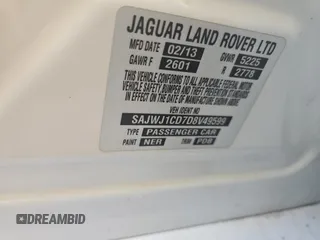 JAGUAR LAND ROVER LTD
MFD DATE 02/13 GVWR 5225
GAWR F 2601 R 2778
THIS VEHICLE CONFORMS TO ALL APPLICABLE FEDERAL MOTOR
VEHICLE SAFETY, BUMPER AND THEFT PREVENTION STANDARDS IN
EFFECT ON THE DATE OF MANUFACTURE SHOWN ABOVE
VEH IDENT NO
SAJWJ1CD7D8V49599
TYPE PASSENGER CAR
PAINT NER TRIM PDB
DREAMBID